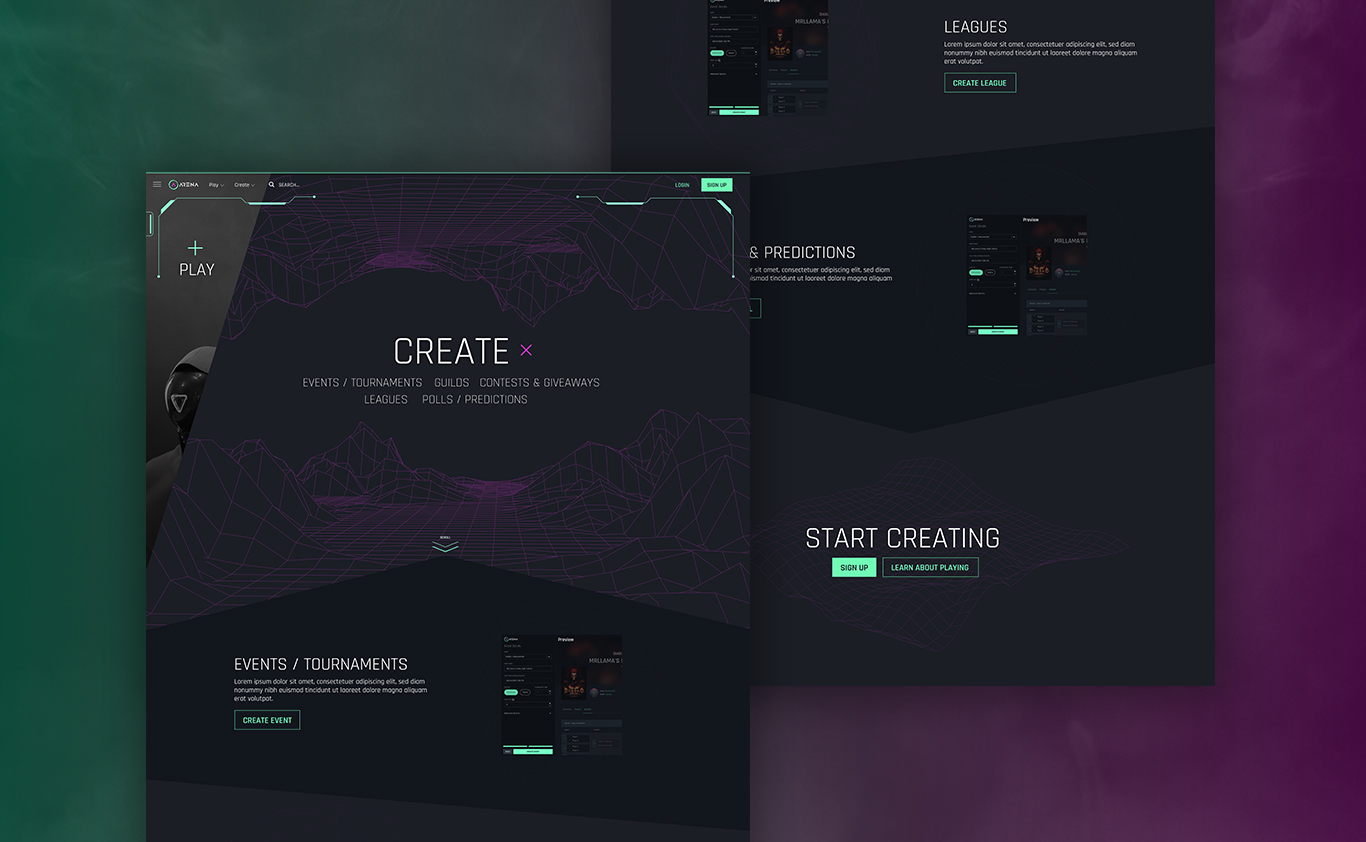 ARENA
Play
Create
SEARCH...
LOGIN
SIGN UP
PLAY
CREATE
EVENTS / TOURNAMENTS GUILDS CONTESTS & GIVEAWAYS
LEAGUES POLLS / PREDICTIONS
SCROLL
EVENTS / TOURNAMENTS
Lorem ipsum dolor sit amet, consectetuer adipiscing elit, sed diam
nonummy nibh euismod tincidunt ut laoreet dolore magna aliquam
erat volutpat.
CREATE EVENT
Preview
MRLLAMA'S
Preview
MRLLAMA'S
LEAGUES
Lorem ipsum dolor sit amet, consectetuer adipiscing elit, sed diam
nonummy nibh euismod tincidunt ut laoreet dolore magna aliquam
erat volutpat.
CREATE LEAGUE
& PREDICTIONS
sit amet, consectetuer adipiscing elit, sed diam
tincidunt ut laoreet dolore magna aliquam
Preview
MRLLAMA'S
START CREATING
SIGN UP
LEARN ABOUT PLAYING